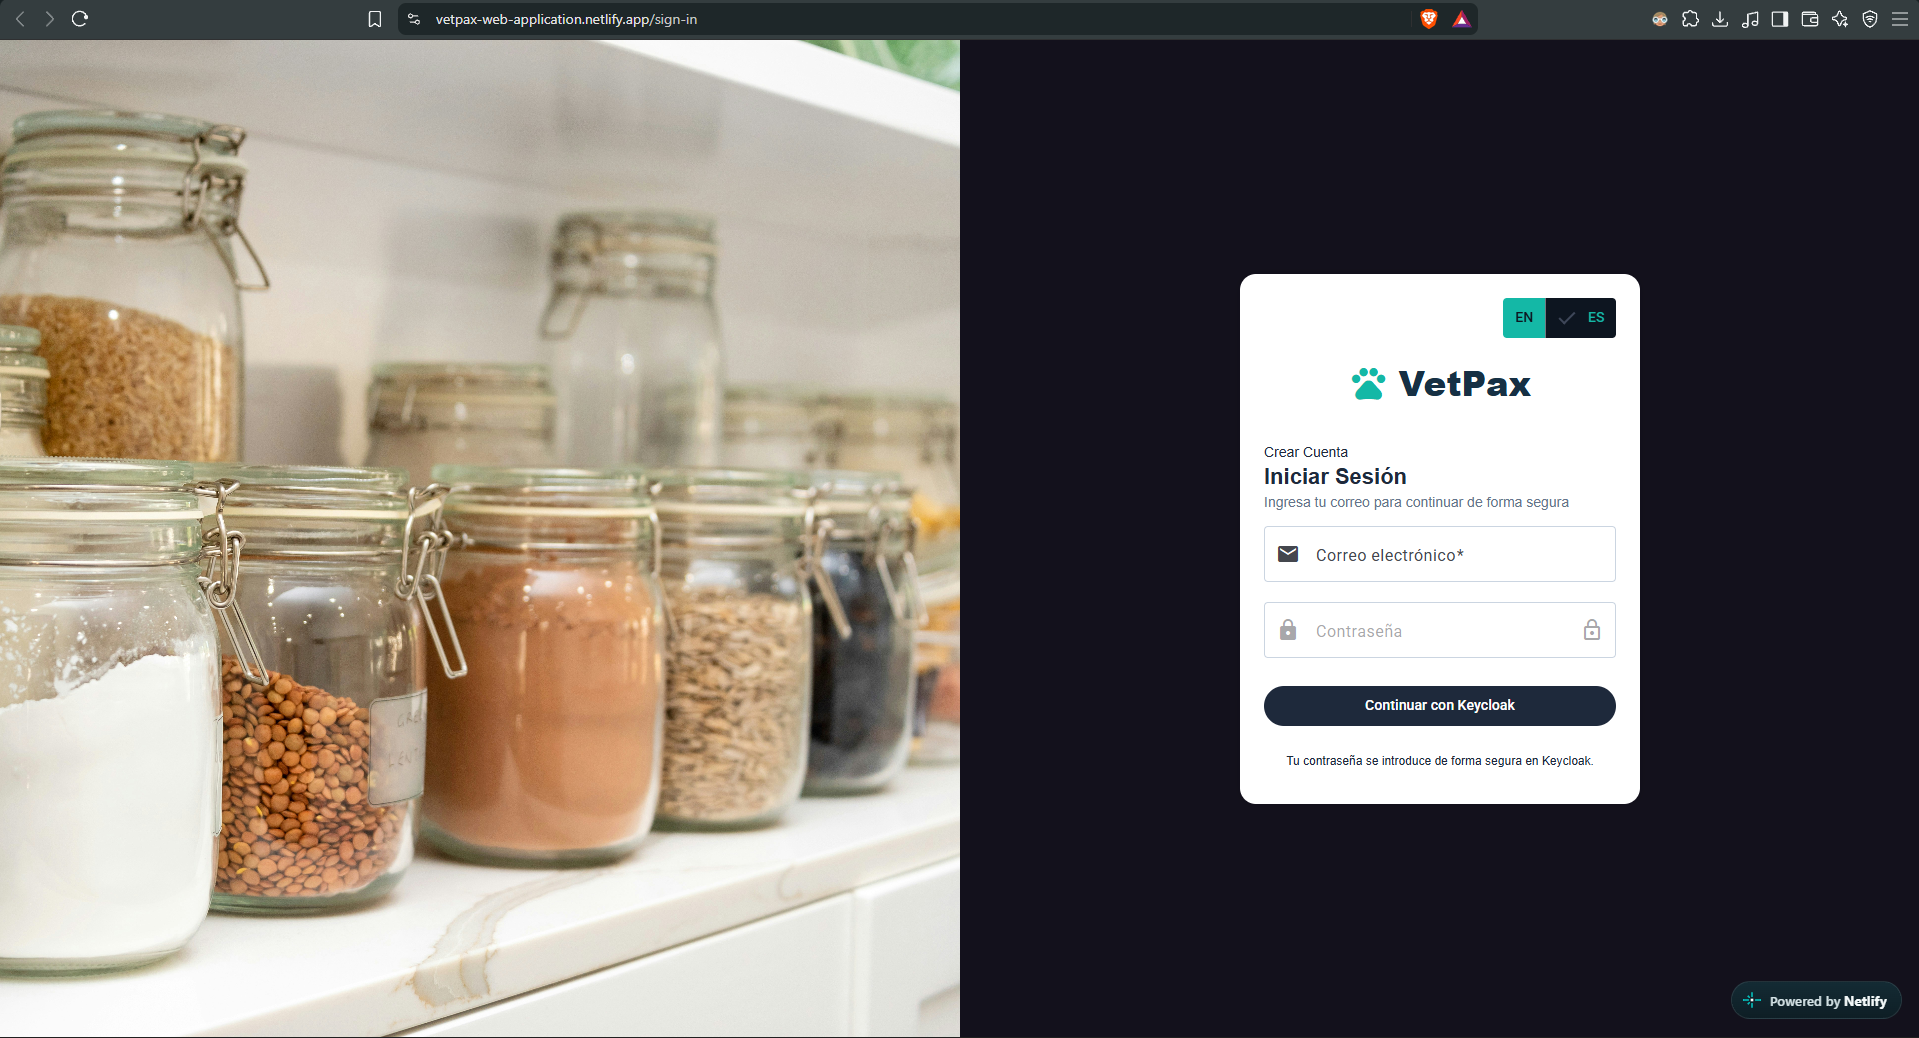 vetpax-web-application.netlify.app/sign-in
EN ES
VetPax
Crear Cuenta
Iniciar Sesión
Ingresa tu correo para continuar de forma segura
Correo electrónico*
Contraseña
Continuar con Keycloak
Tu contraseña se introduce de forma segura en Keycloak.
Powered by Netlify